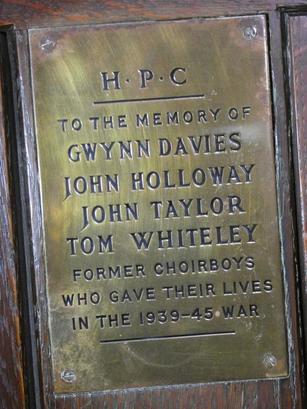 H·P·C
TO THE MEMORY OF
GWYNN DAVIES
JOHN HOLLOWAY
JOHN TAYLOR
TOM WHITELEY
FORMER CHOIRBOYS
WHO GAVE THEIR LIVES
IN THE 1939-45 WAR